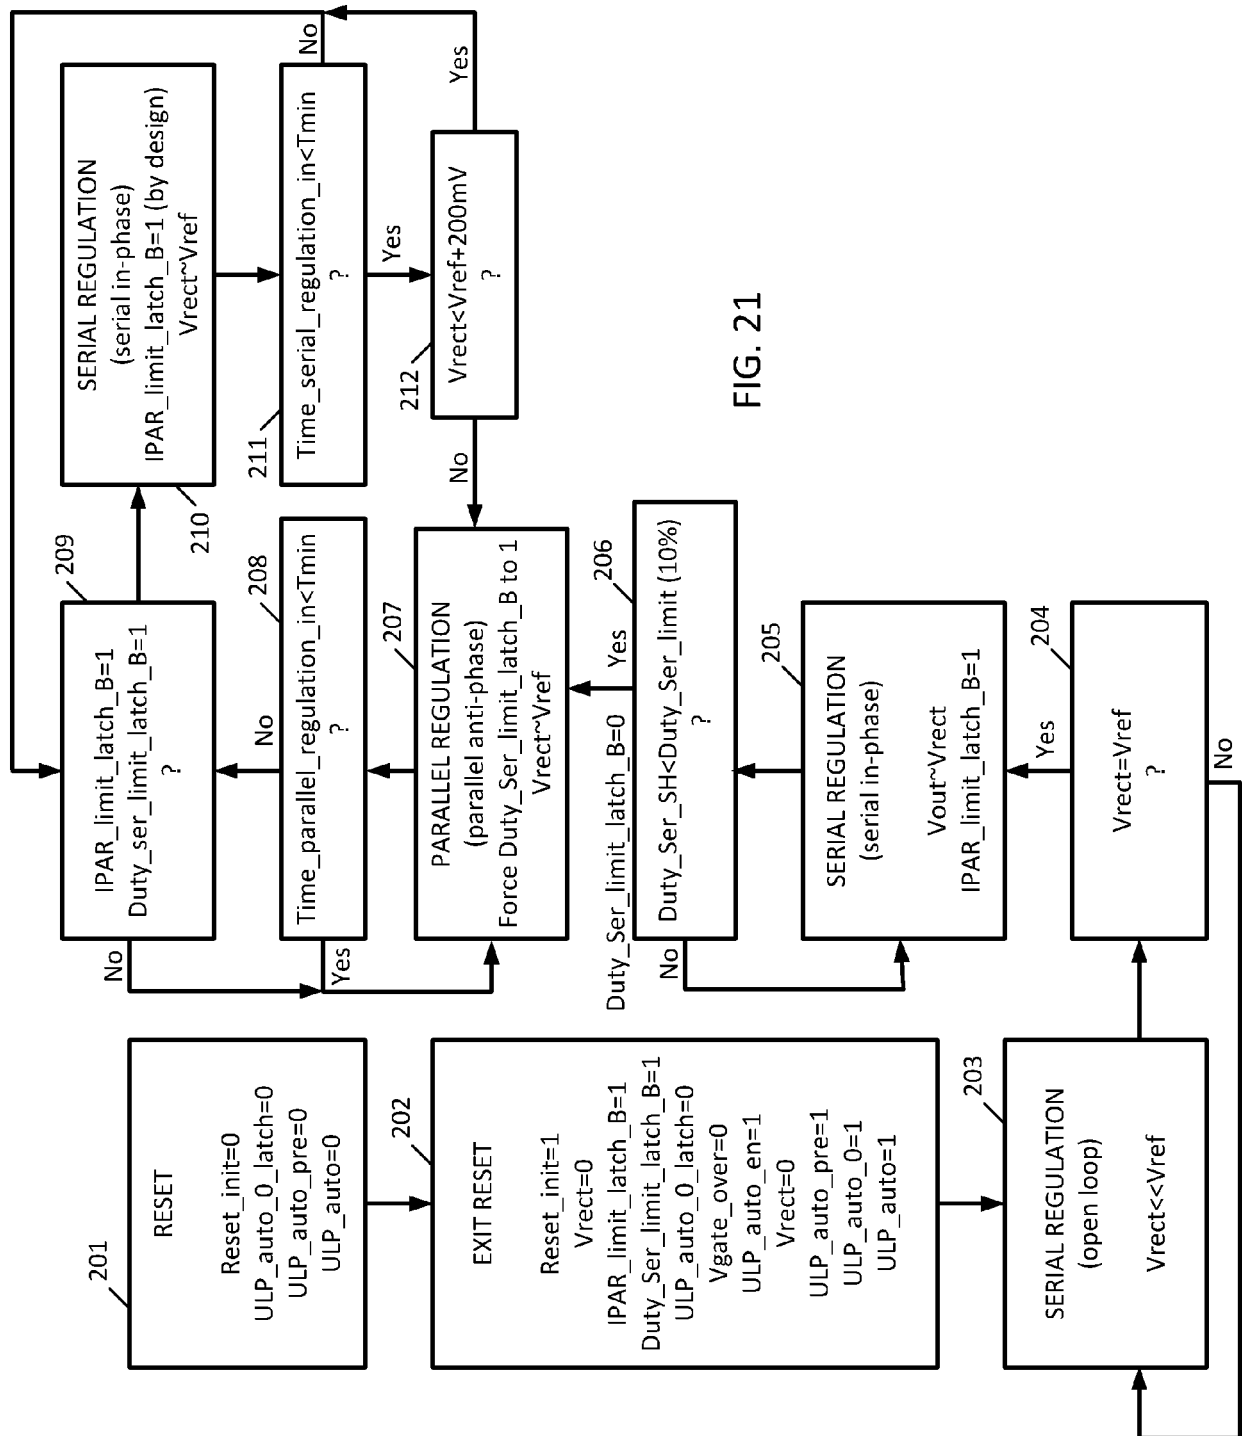 201
RESET
Reset_init=0
ULP_auto_0_latch=0
ULP_auto_pre=0
ULP_auto=0
202
EXIT RESET
Reset_init=1
Vrect=0
IPAR_limit_latch_B=1
Duty_Ser_limit_latch_B=1
ULP_auto_0_latch=0
Vgate_over=0
ULP_auto_en=1
Vrect=0
ULP_auto_pre=1
ULP_auto_0=1
ULP_auto=1
203
SERIAL REGULATION
(open loop)
Vrect<<Vref
204
Vrect=Vref
?
Yes
No
205
SERIAL REGULATION
(serial in-phase)
Vout~Vrect
IPAR_limit_latch_B=1
206
Duty_Ser_SH<Duty_Ser_limit (10%)
?
No
Duty_Ser_limit_latch_B=0
Yes
207
PARALLEL REGULATION
(parallel anti-phase)
Force Duty_Ser_limit_latch_B to 1
Vrect~Vref
208
Time_parallel_regulation_in<Tmin
?
Yes
No
209
IPAR_limit_latch_B=1
Duty_ser_limit_latch_B=1
?
No
210
SERIAL REGULATION
(serial in-phase)
IPAR_limit_latch_B=1 (by design)
Vrect~Vref
211
Time_serial_regulation_in<Tmin
?
No
Yes
212
Vrect<Vref+200mV
?
No
Yes
FIG. 21